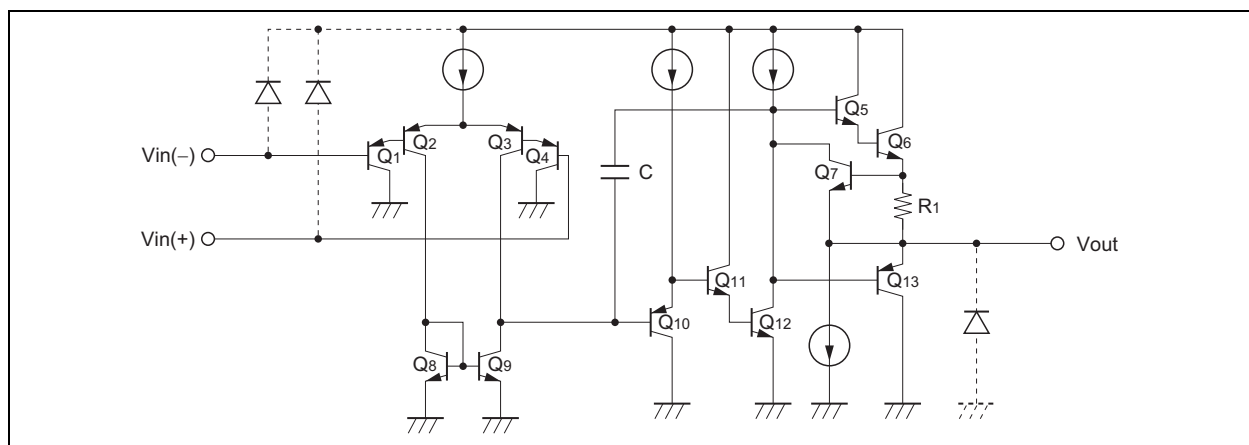 Q5
Q1
Q2
Q3
Q4
Q6
Vin(−)
C
Q7
R1
Vin(+)
Vout
Q11
Q13
Q10
Q12
Q8
Q9